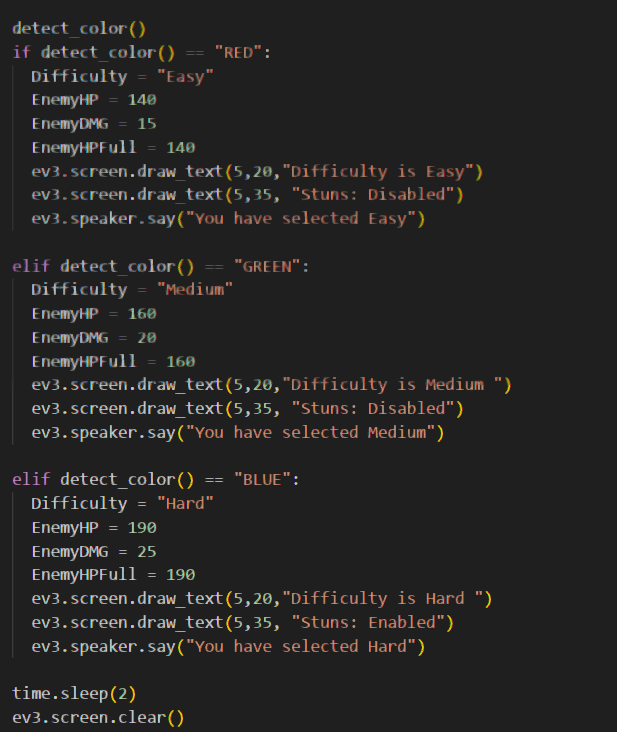 detect_color()
if detect_color() == "RED":
Difficulty = "Easy"
EnemyHP = 140
EnemyDMG = 15
EnemyHPFull = 140
ev3.screen.draw_text(5,20,"Difficulty is Easy")
ev3.screen.draw_text(5,35, "Stuns: Disabled")
ev3.speaker.say("You have selected Easy")
elif detect_color() == "GREEN":
Difficulty = "Medium"
EnemyHP = 160
EnemyDMG = 20
EnemyHPFull = 160
ev3.screen.draw_text(5,20,"Difficulty is Medium ")
ev3.screen.draw_text(5,35, "Stuns: Disabled")
ev3.speaker.say("You have selected Medium")
elif detect_color() == "BLUE":
Difficulty = "Hard"
EnemyHP = 190
EnemyDMG = 25
EnemyHPFull = 190
ev3.screen.draw_text(5,20,"Difficulty is Hard ")
ev3.screen.draw_text(5,35, "Stuns: Enabled")
ev3.speaker.say("You have selected Hard")
time.sleep(2)
ev3.screen.clear()